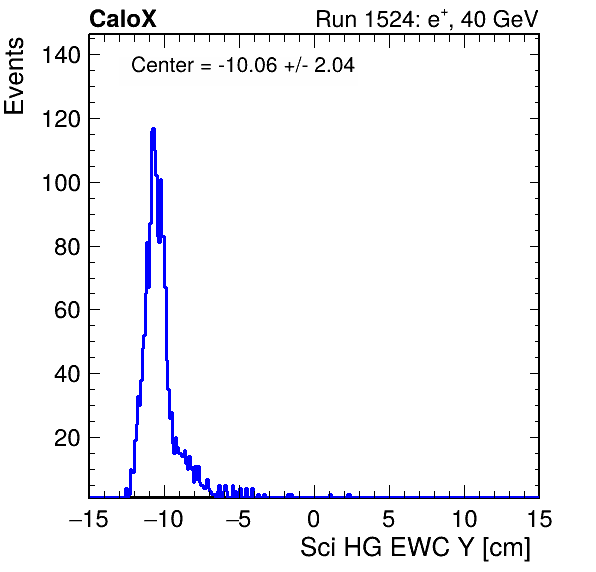 CaloX Run 1524: e⁺, 40 GeV
Center = -10.06 +/- 2.04
Events
140
120
100
80
60
40
20
−15 −10 −5 0 5 10 15
Sci HG EWC Y [cm]